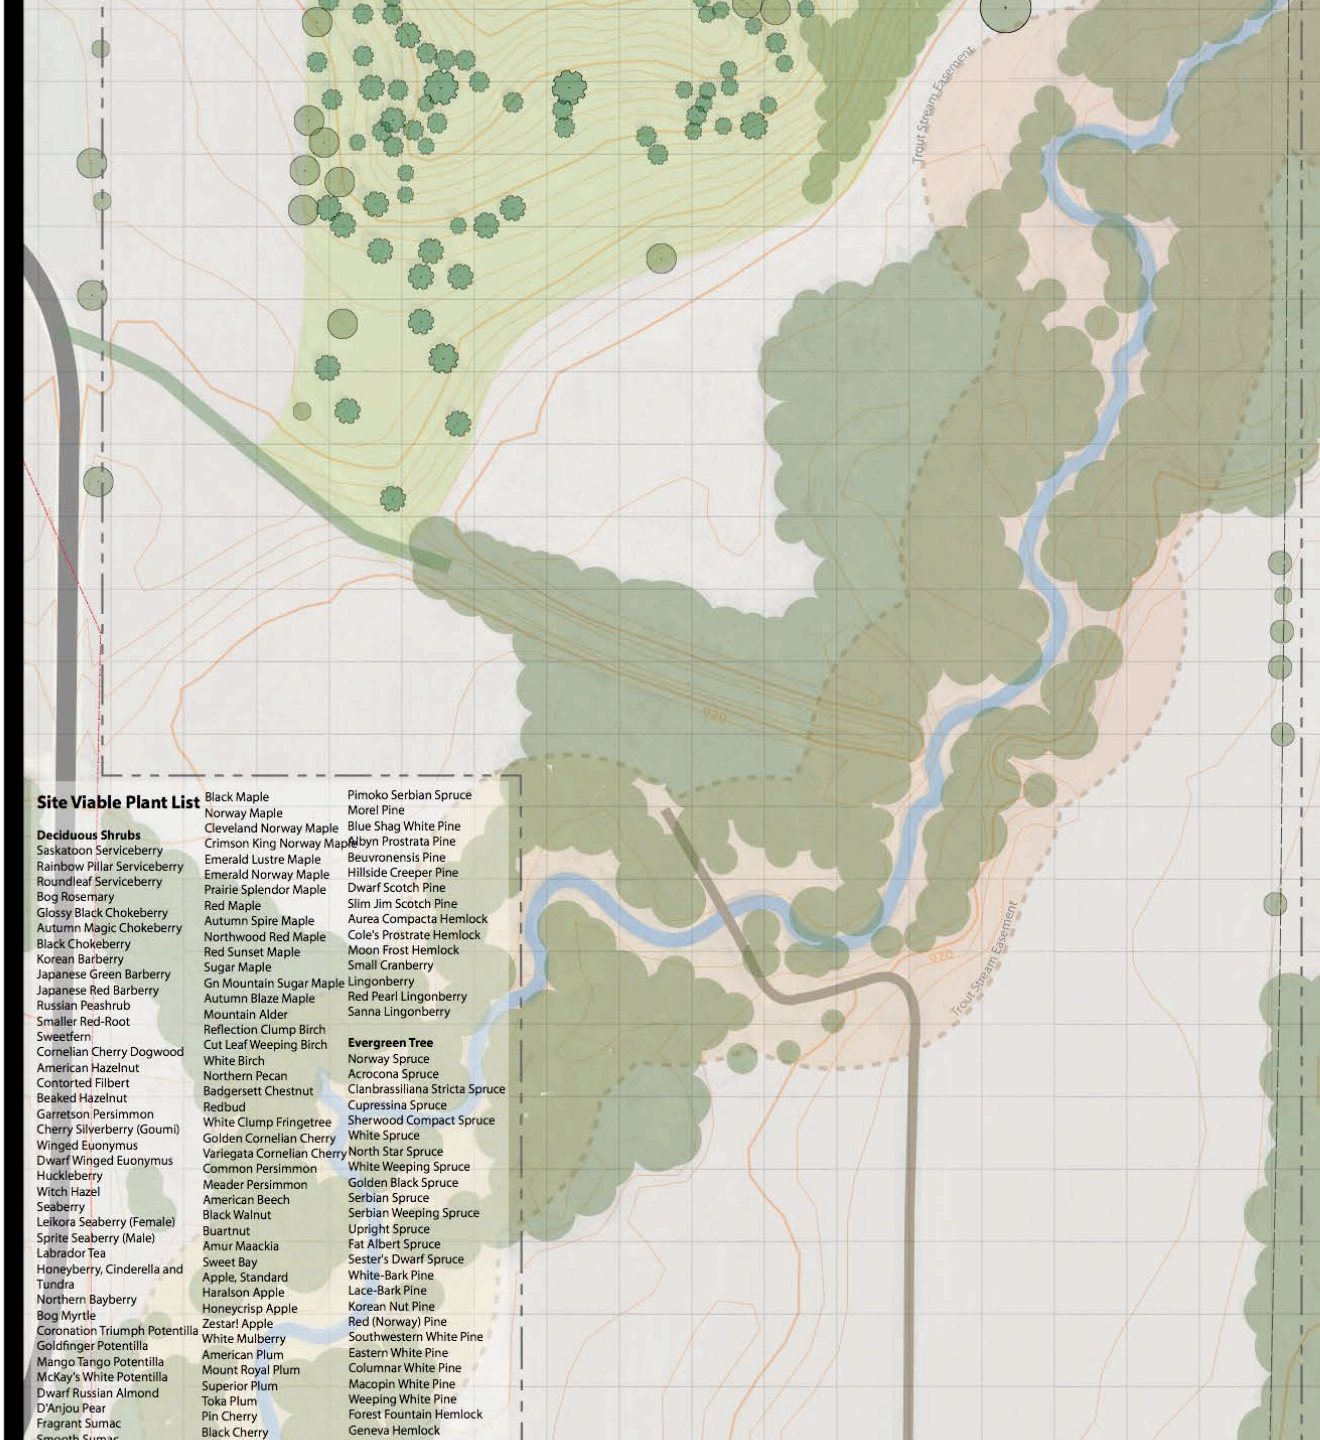 Trout Stream Easement
920
920
Trout Stream Easement
Site Viable Plant List
Deciduous Shrubs
Saskatoon Serviceberry
Rainbow Pillar Serviceberry
Roundleaf Serviceberry
Bog Rosemary
Glossy Black Chokeberry
Autumn Magic Chokeberry
Black Chokeberry
Korean Barberry
Japanese Green Barberry
Japanese Red Barberry
Russian Peashrub
Smaller Red-Root
Sweetfern
Cornelian Cherry Dogwood
American Hazelnut
Contorted Filbert
Beaked Hazelnut
Garretson Persimmon
Cherry Silverberry (Goumi)
Winged Euonymus
Dwarf Winged Euonymus
Huckleberry
Witch Hazel
Seaberry
Leikora Seaberry (Female)
Sprite Seaberry (Male)
Labrador Tea
Honeyberry, Cinderella and
Tundra
Northern Bayberry
Bog Myrtle
Coronation Triumph Potentilla
Goldfinger Potentilla
Mango Tango Potentilla
McKay's White Potentilla
Dwarf Russian Almond
D'Anjou Pear
Fragrant Sumac
Smooth Sumac
Black Maple
Norway Maple
Cleveland Norway Maple
Crimson King Norway Maple
Emerald Lustre Maple
Emerald Norway Maple
Prairie Splendor Maple
Red Maple
Autumn Spire Maple
Northwood Red Maple
Red Sunset Maple
Sugar Maple
Gn Mountain Sugar Maple
Autumn Blaze Maple
Mountain Alder
Reflection Clump Birch
Cut Leaf Weeping Birch
White Birch
Northern Pecan
Badgersett Chestnut
Redbud
White Clump Fringetree
Golden Cornelian Cherry
Variegata Cornelian Cherry
Common Persimmon
Meader Persimmon
American Beech
Black Walnut
Buartnut
Amur Maackia
Sweet Bay
Apple, Standard
Haralson Apple
Honeycrisp Apple
Zestar! Apple
White Mulberry
American Plum
Mount Royal Plum
Superior Plum
Toka Plum
Pin Cherry
Black Cherry
Pimoko Serbian Spruce
Morel Pine
Blue Shag White Pine
Albyn Prostrata Pine
Beuvronensis Pine
Hillside Creeper Pine
Dwarf Scotch Pine
Slim Jim Scotch Pine
Aurea Compacta Hemlock
Cole's Prostrate Hemlock
Moon Frost Hemlock
Small Cranberry
Lingonberry
Red Pearl Lingonberry
Sanna Lingonberry
Evergreen Tree
Norway Spruce
Acrocona Spruce
Clanbrassiliana Stricta Spruce
Cupressina Spruce
Sherwood Compact Spruce
White Spruce
North Star Spruce
White Weeping Spruce
Golden Black Spruce
Serbian Spruce
Serbian Weeping Spruce
Upright Spruce
Fat Albert Spruce
Sester's Dwarf Spruce
White-Bark Pine
Lace-Bark Pine
Korean Nut Pine
Red (Norway) Pine
Southwestern White Pine
Eastern White Pine
Columnar White Pine
Macopin White Pine
Weeping White Pine
Forest Fountain Hemlock
Geneva Hemlock